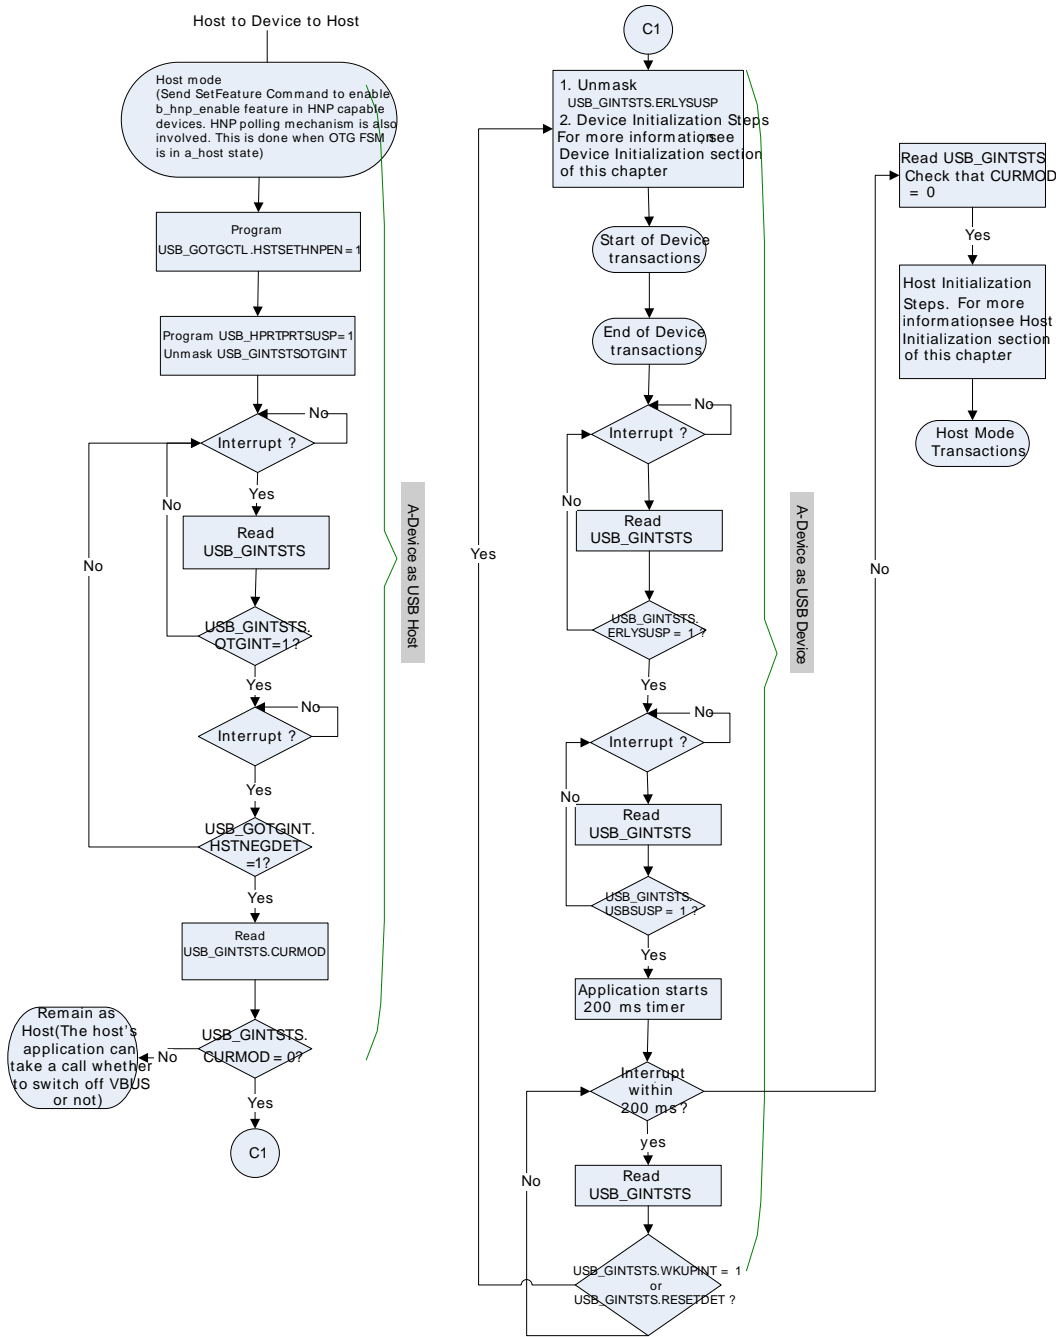 Host to Device to Host
Host mode
(Send SetFeature Command to enable
b_hnp_enable feature in HNP capable
devices. HNP polling mechanism is also
involved. This is done when OTG FSM
is in a_host state)
Program
USB_GOTGCTL.HSTSETHNPEN=1
Program USB_HPRTPRTSUSP=1
Unmask USB_GINTSTSOTGINT
No
Interrupt ?
Yes
No
No
Read
USB_GINTSTS
USB_GINTSTS.
OTGINT=1?
Yes
No
Interrupt ?
Yes
USB_GOTGINT.
HSTNEGDET
=1?
Yes
Read
USB_GINTSTS.CURMOD
USB_GINTSTS.
CURMOD = 0?
No
Remain as
Host(The host's
application can
take a call whether
to switch off VBUS
or not)
Yes
C1
A-Device as USB Host
C1
1. Unmask
USB_GINTSTS.ERLYSUSP
2. Device Initialization Steps
For more information, see
Device Initialization section
of this chapter
Start of Device
transactions
End of Device
transactions
No
Interrupt ?
No
Read
USB_GINTSTS
USB_GINTSTS.
ERLYSUSP = 1 ?
Yes
No
Interrupt ?
No
Read
USB_GINTSTS
USB_GINTSTS.
USBSUSP = 1 ?
Yes
Application starts
200 ms timer
Interrupt
within
200 ms?
yes
Read
USB_GINTSTS
No
USB_GINTSTS.WKUPINT = 1
or
USB_GINTSTS.RESETDET ?
Yes
A-Device as USB Device
No
Read USB_GINTSTS
Check that CURMOD
= 0
Yes
Host Initialization
Steps. For more
informationsee Host
Initialization section
of this chapter
Host Mode
Transactions